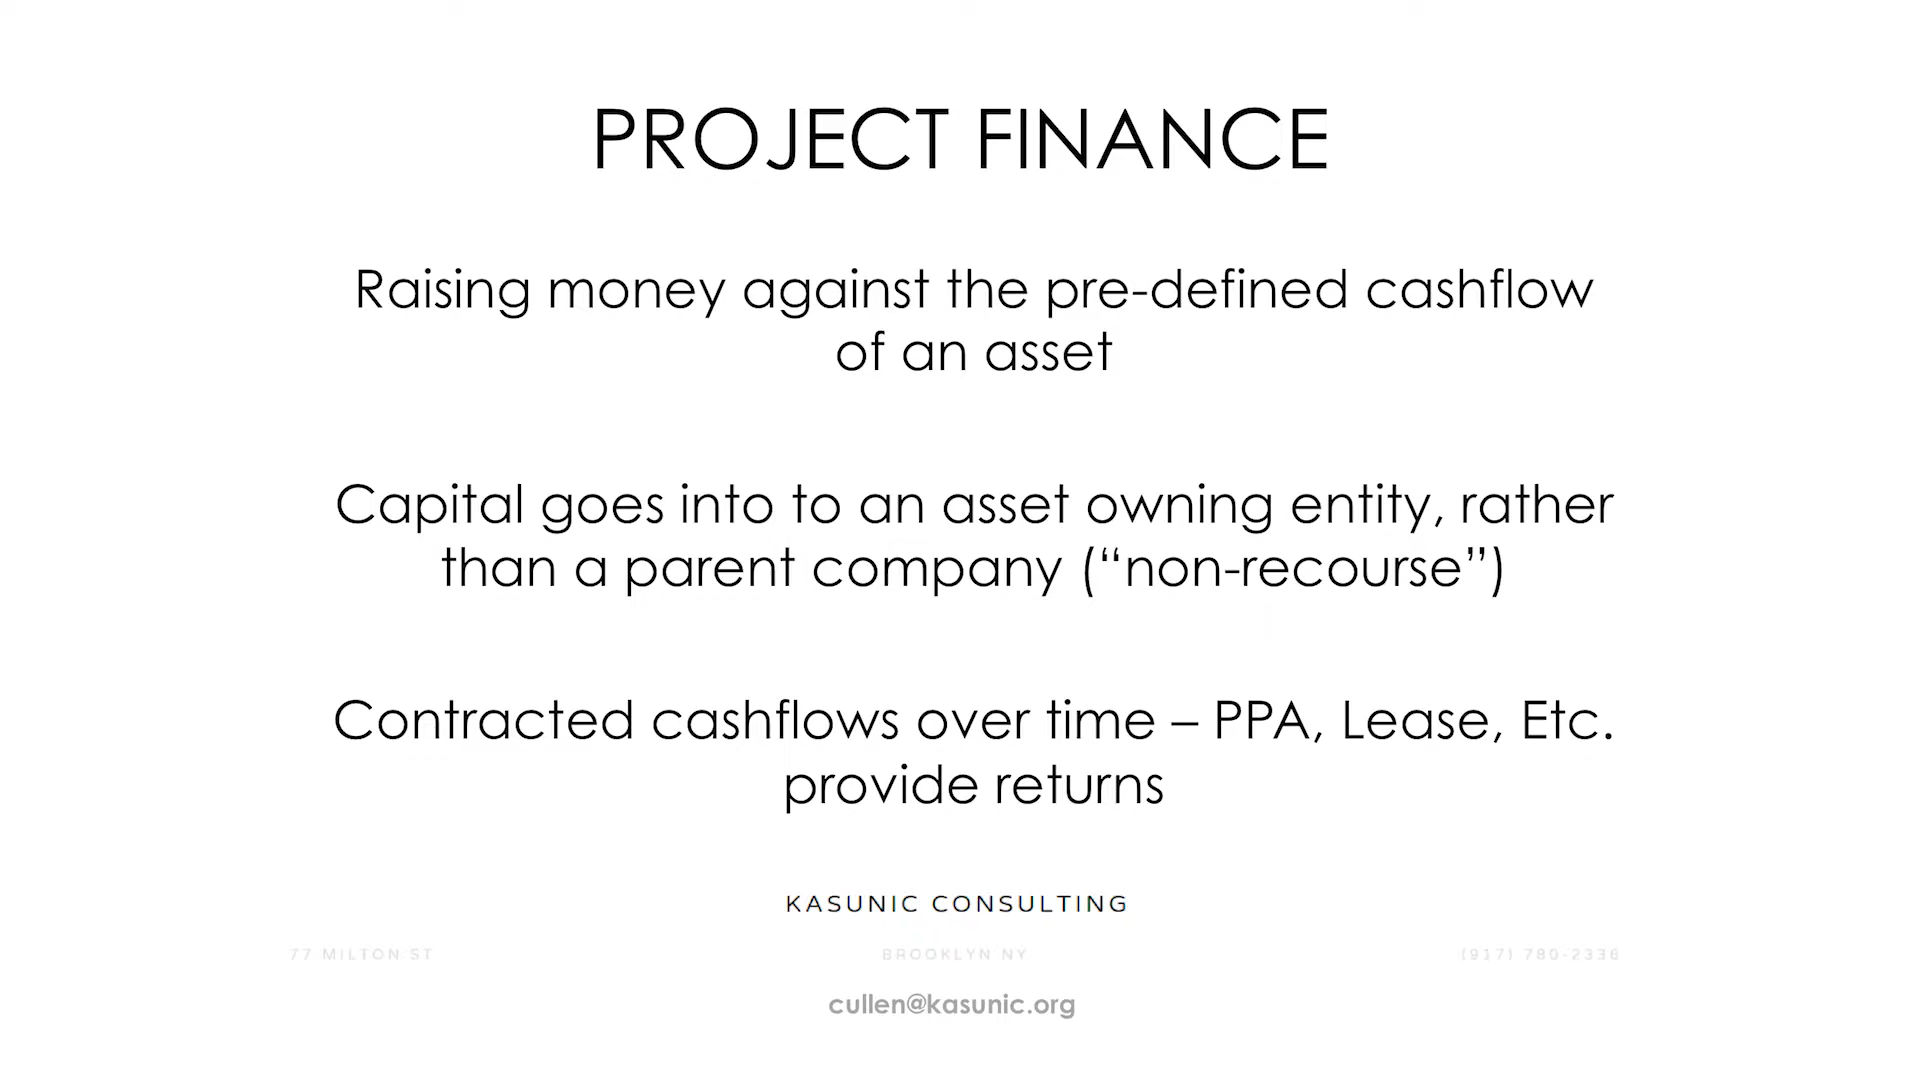 PROJECT FINANCE
Raising money against the pre-defined cashflow
of an asset
Capital goes into to an asset owning entity, rather
than a parent company (“non-recourse”)
Contracted cashflows over time – PPA, Lease, Etc.
provide returns
KASUNIC CONSULTING
77 MILTON ST BROOKLYN NY (917) 780-2336
cullen@kasunic.org